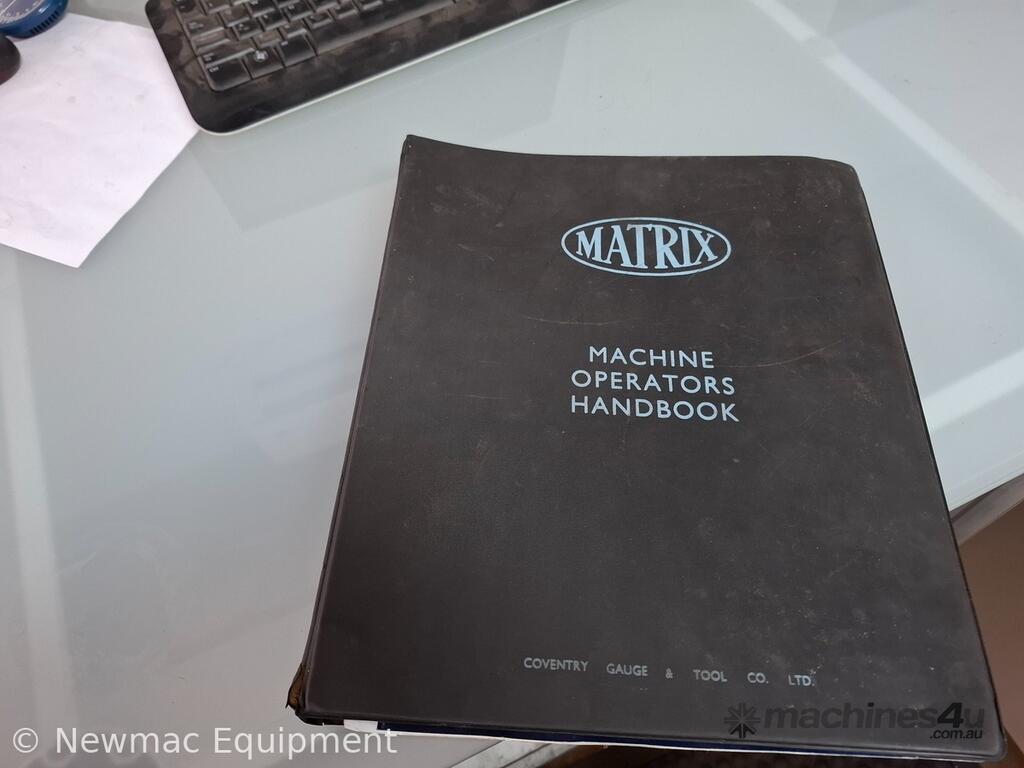 MATRIX
MACHINE
OPERATORS
HANDBOOK
COVENTRY GAUGE & TOOL CO. LTD.
machines4u
.com.au
© Newmac Equipment